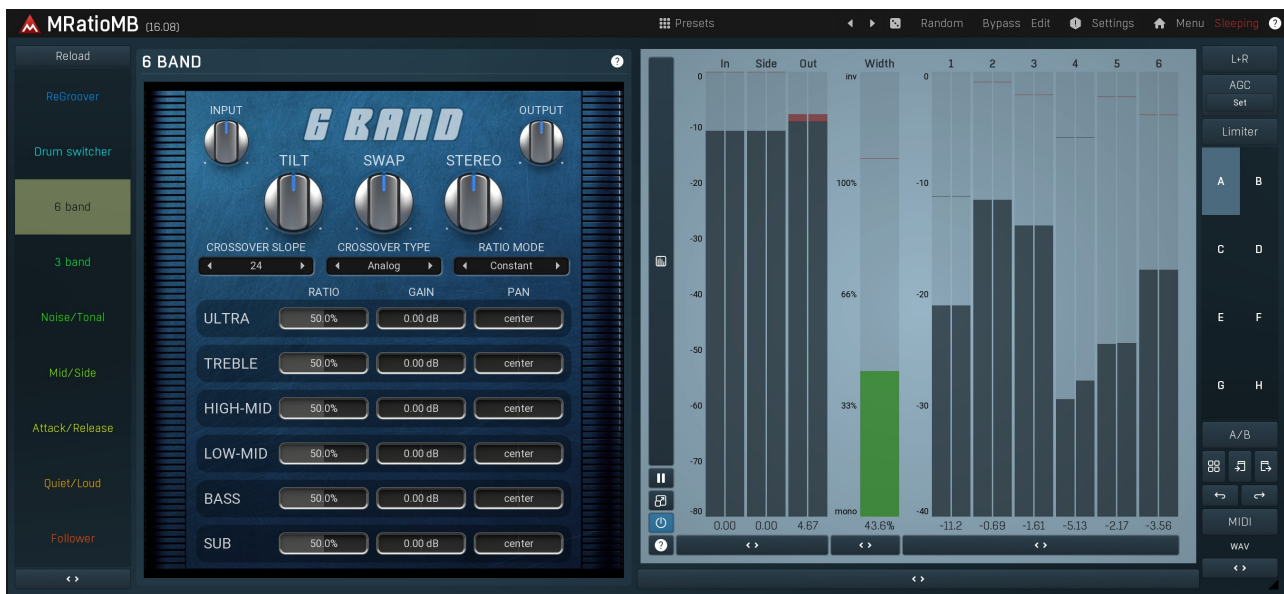 MRatioMB (16.08)
Presets Random Bypass Edit Settings Menu Sleeping ?
Reload
ReGroover
Drum switcher
6 band
3 band
Noise/Tonal
Mid/Side
Attack/Release
Quiet/Loud
Follower
6 BAND ?
INPUT 6 BAND OUTPUT
TILT SWAP STEREO
CROSSOVER SLOPE CROSSOVER TYPE RATIO MODE
24 Analog Constant
RATIO GAIN PAN
ULTRA 50.0% 0.00 dB center
TREBLE 50.0% 0.00 dB center
HIGH-MID 50.0% 0.00 dB center
LOW-MID 50.0% 0.00 dB center
BASS 50.0% 0.00 dB center
SUB 50.0% 0.00 dB center
In Side Out Width 1 2 3 4 5 6
0 inv 0
-10
-20 100% -10
-30
-40 66% -20
-50
-60 33% -30
-70
-80 mono -40
0.00 0.00 4.67 43.6% -11.2 -0.69 -1.61 -5.13 -2.17 -3.56
?
L+R
AGC
Set
Limiter
A B
C D
E F
G H
A/B
MIDI
WAV